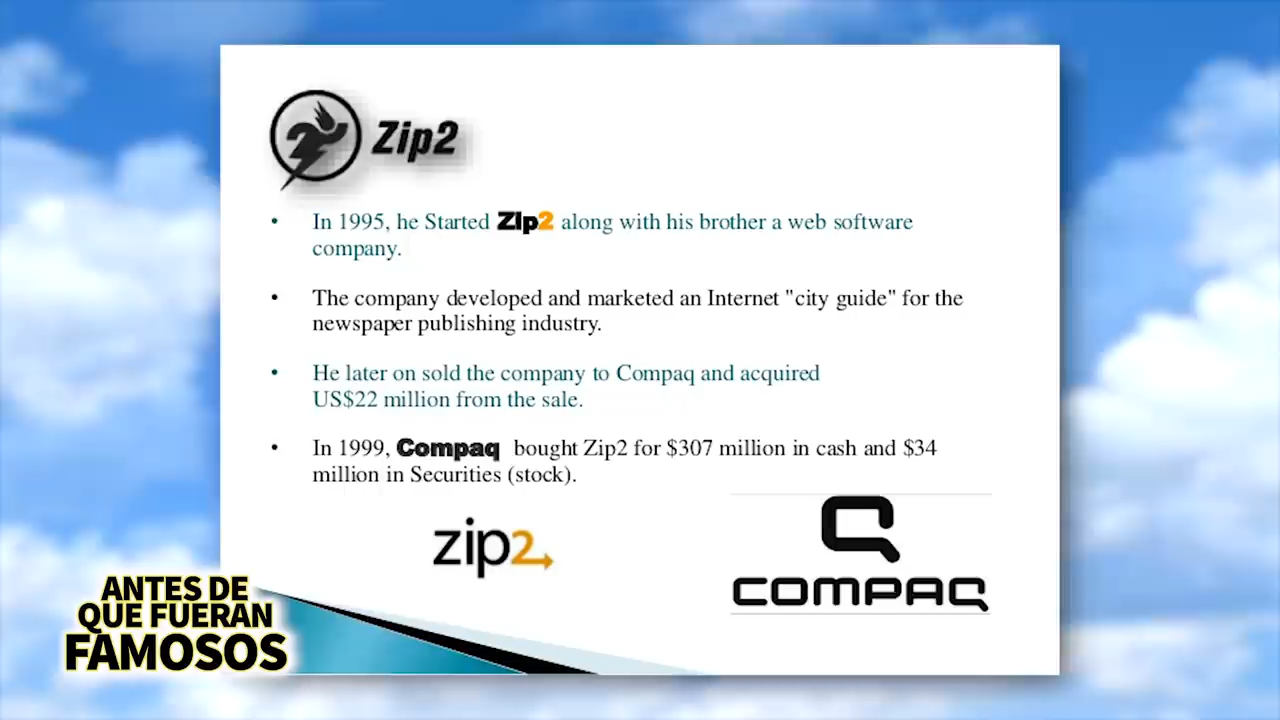 Zip2
In 1995, he Started Zip2 along with his brother a web software
company.
The company developed and marketed an Internet "city guide" for the
newspaper publishing industry.
He later on sold the company to Compaq and acquired
US$22 million from the sale.
In 1999, Compaq bought Zip2 for $307 million in cash and $34
million in Securities (stock).
zip2
COMPAQ
ANTES DE
QUE FUERAN
FAMOSOS